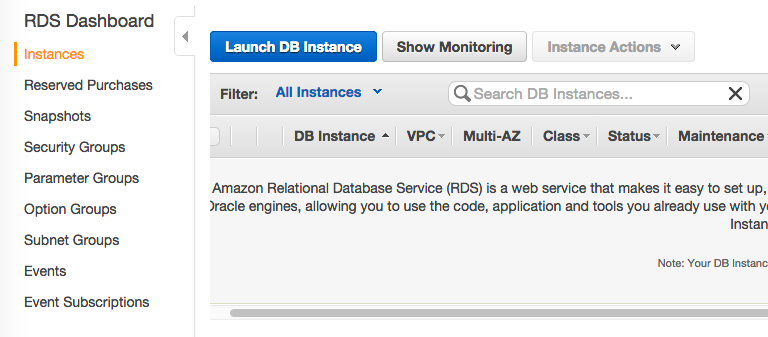 RDS Dashboard
Instances
Reserved Purchases
Snapshots
Security Groups
Parameter Groups
Option Groups
Subnet Groups
Events
Event Subscriptions
Launch DB Instance Show Monitoring Instance Actions
Filter: All Instances Search DB Instances...
DB Instance VPC Multi-AZ Class Status Maintenance
Amazon Relational Database Service (RDS) is a web service that makes it easy to set up,
Oracle engines, allowing you to use the code, application and tools you already use with
Note: Your DB